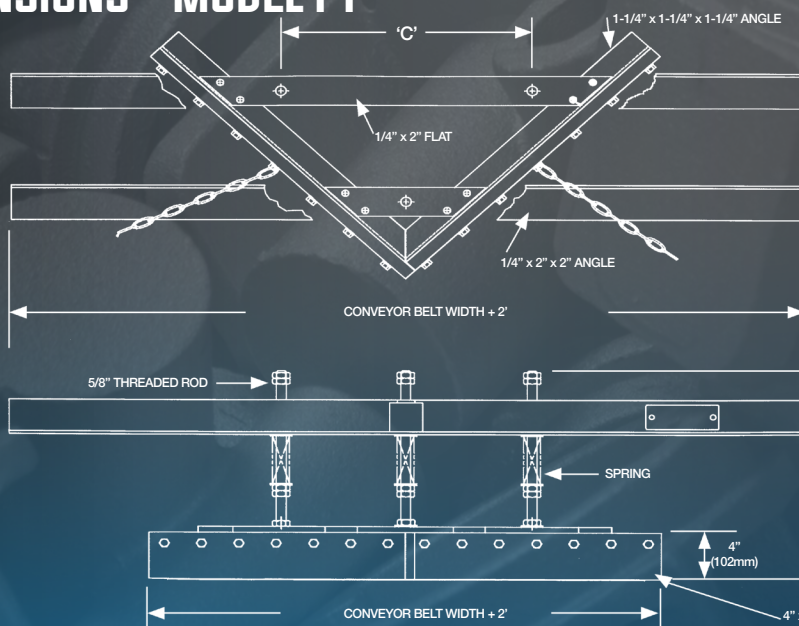 MODEL
'C'
1-1/4" x 1-1/4" x 1-1/4" ANGLE
1/4" x 2" FLAT
1/4" x 2" x 2" ANGLE
CONVEYOR BELT WIDTH + 2'
5/8" THREADED ROD
SPRING
4"
(102mm)
CONVEYOR BELT WIDTH + 2'
4"